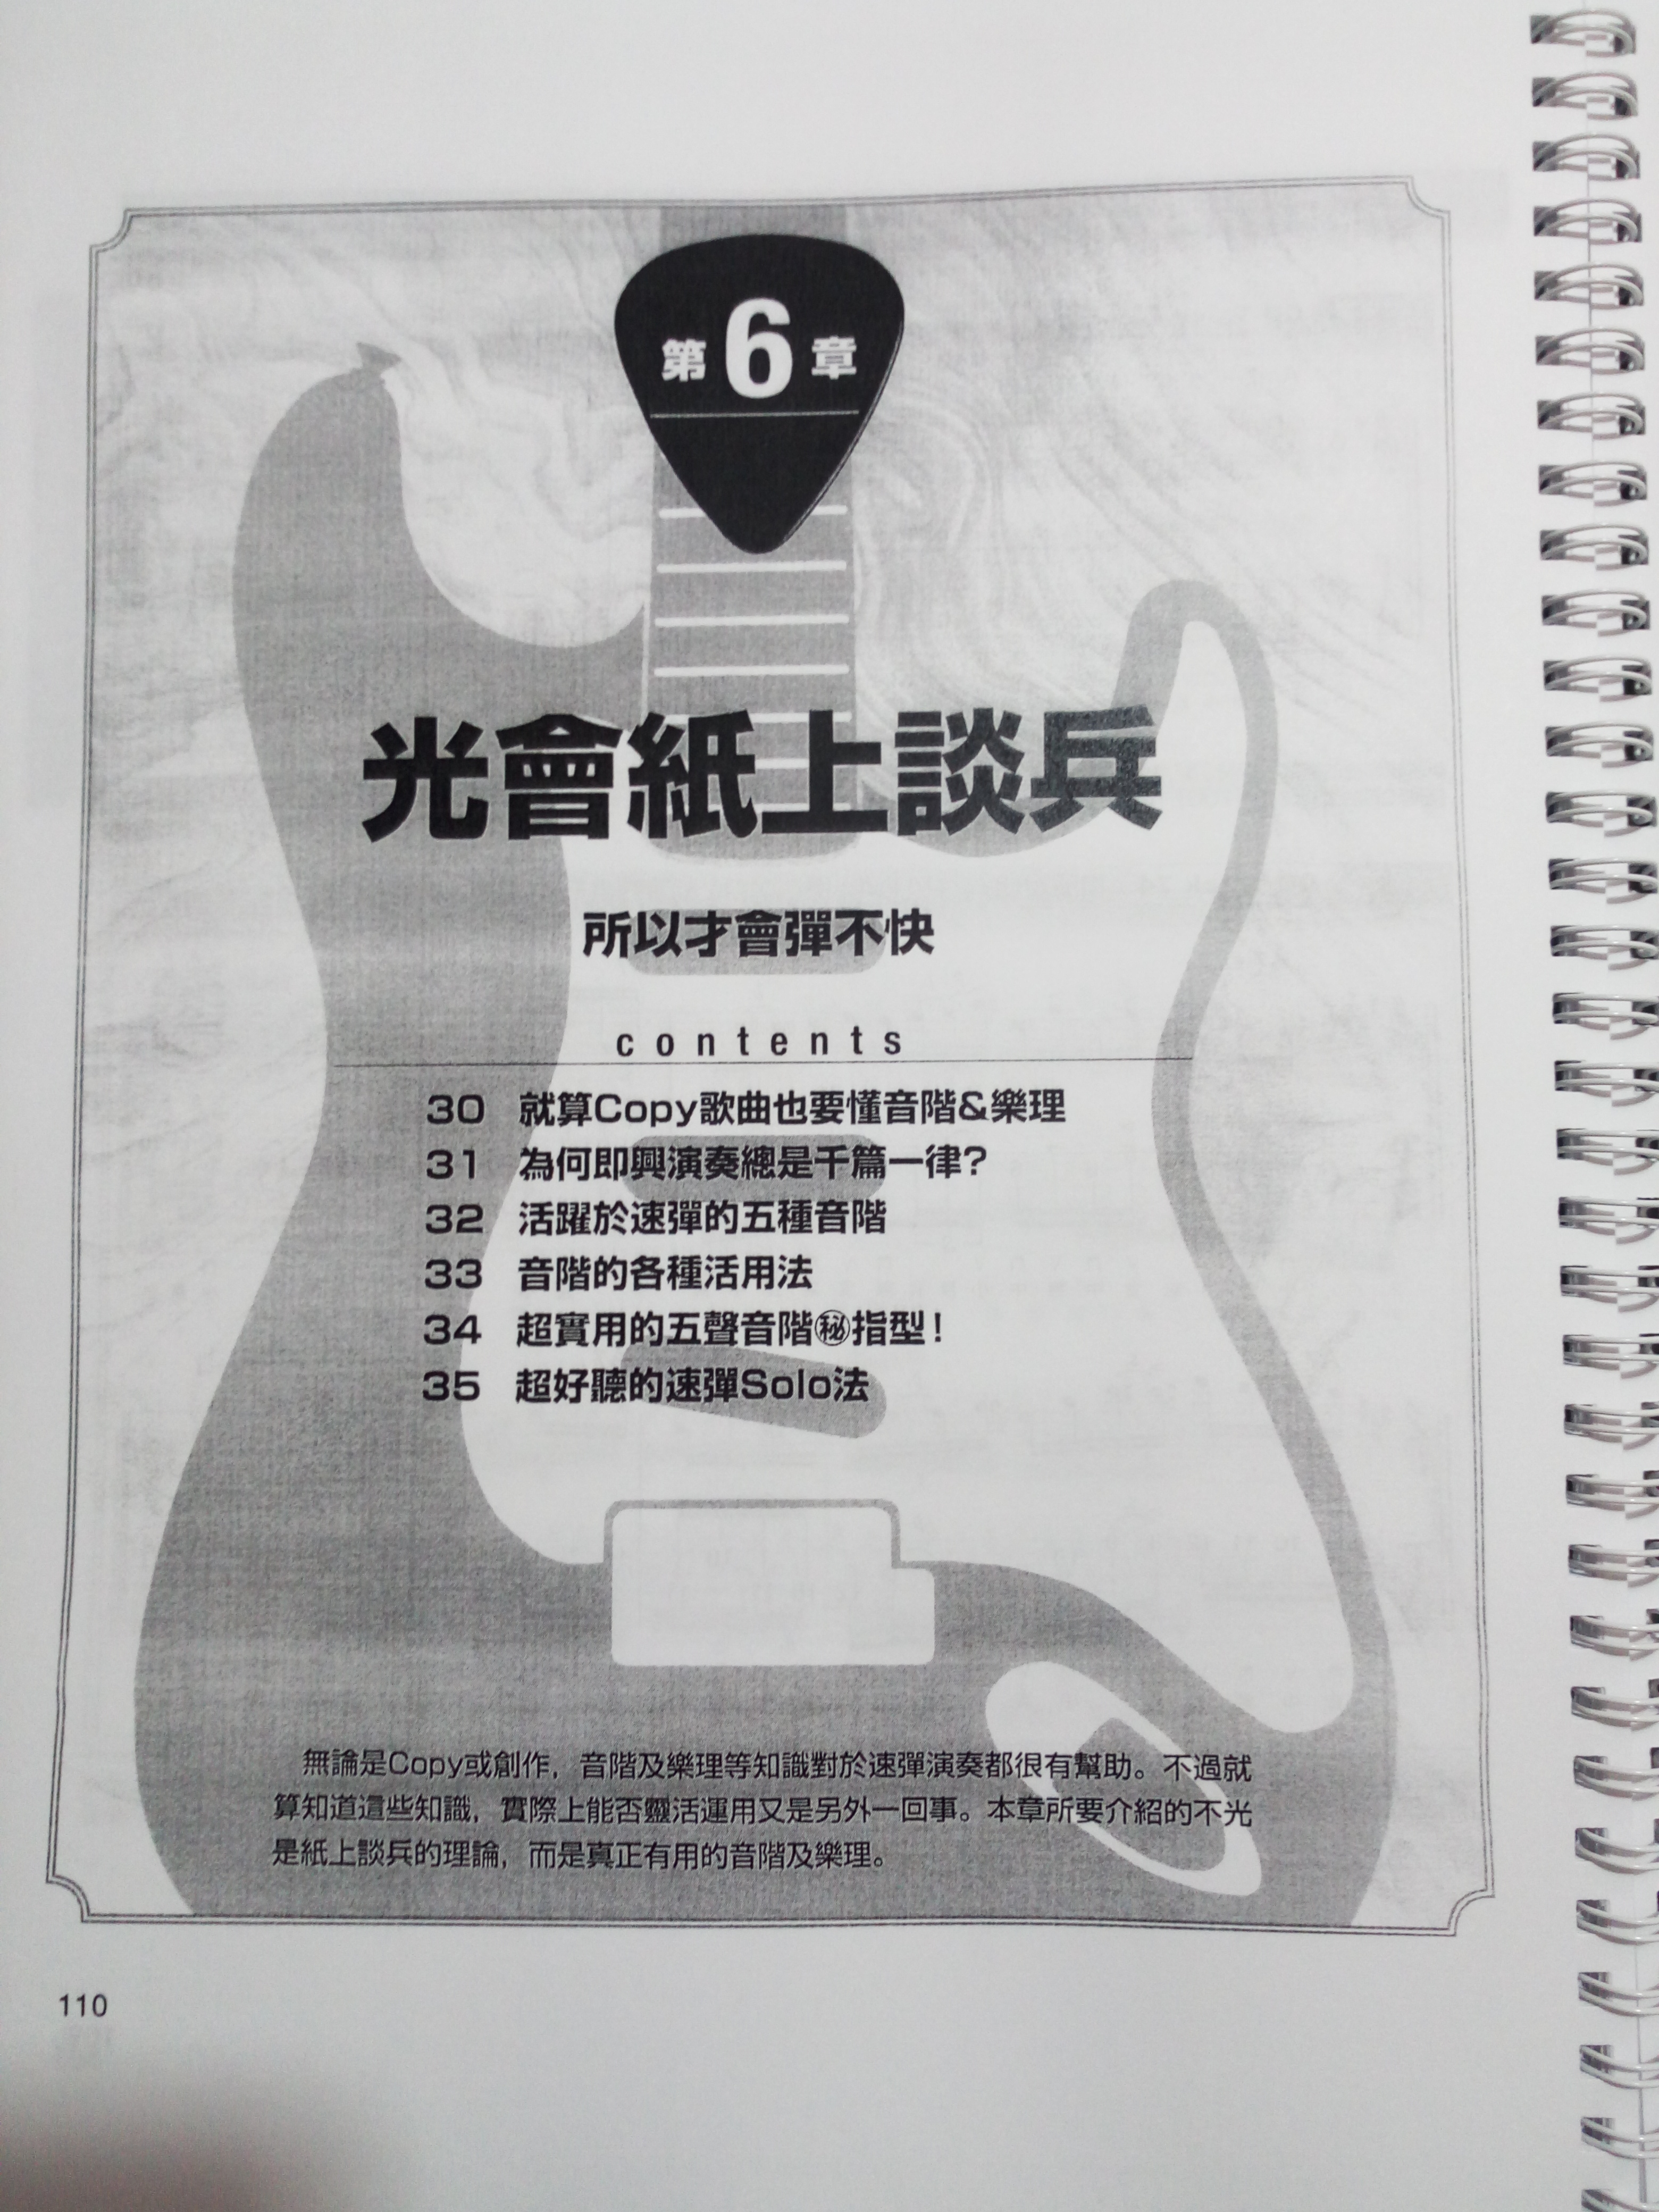 第6章
光會紙上談兵
所以才會彈不快
contents
30 就算Copy歌曲也要懂音階&樂理
31 為何即興演奏總是千篇一律?
32 活躍於速彈的五種音階
33 音階的各種活用法
34 超實用的五聲音階㊙指型!
35 超好聽的速彈Solo法
無論是Copy或創作，音階及樂理等知識對於速彈演奏都很有幫助。不過就
算知道這些知識，實際上能否靈活運用又是另外一回事。本章所要介紹的不光
是紙上談兵的理論，而是真正有用的音階及樂理。
110